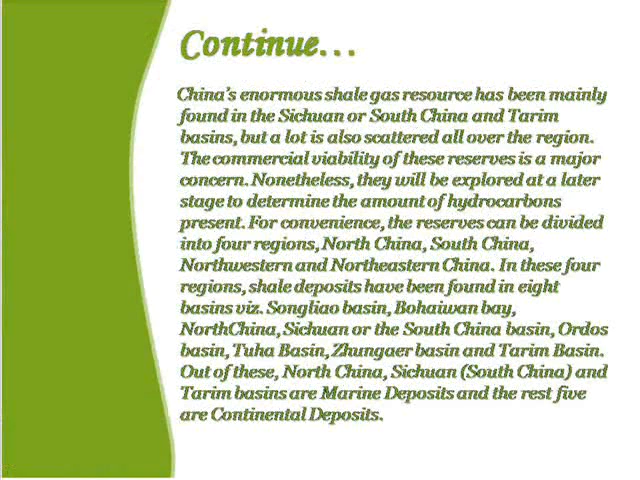 Continue...
China's enormous shale gas resource has been mainly
found in the Sichuan or South China and Tarim
basins, but a lot is also scattered all over the region.
The commercial viability of these reserves is a major
concern. Nonetheless, they will be explored at a later
stage to determine the amount of hydrocarbons
present. For convenience, the reserves can be divided
into four regions, North China, South China,
Northwestern and Northeastern China. In these four
regions, shale deposits have been found in eight
basins viz. Songliao basin, Bohaiwan bay,
NorthChina, Sichuan or the South China basin, Ordos
basin, Tuha Basin, Zhungaer basin and Tarim Basin.
Out of these, North China, Sichuan (South China) and
Tarim basins are Marine Deposits and the rest five
are Continental Deposits.